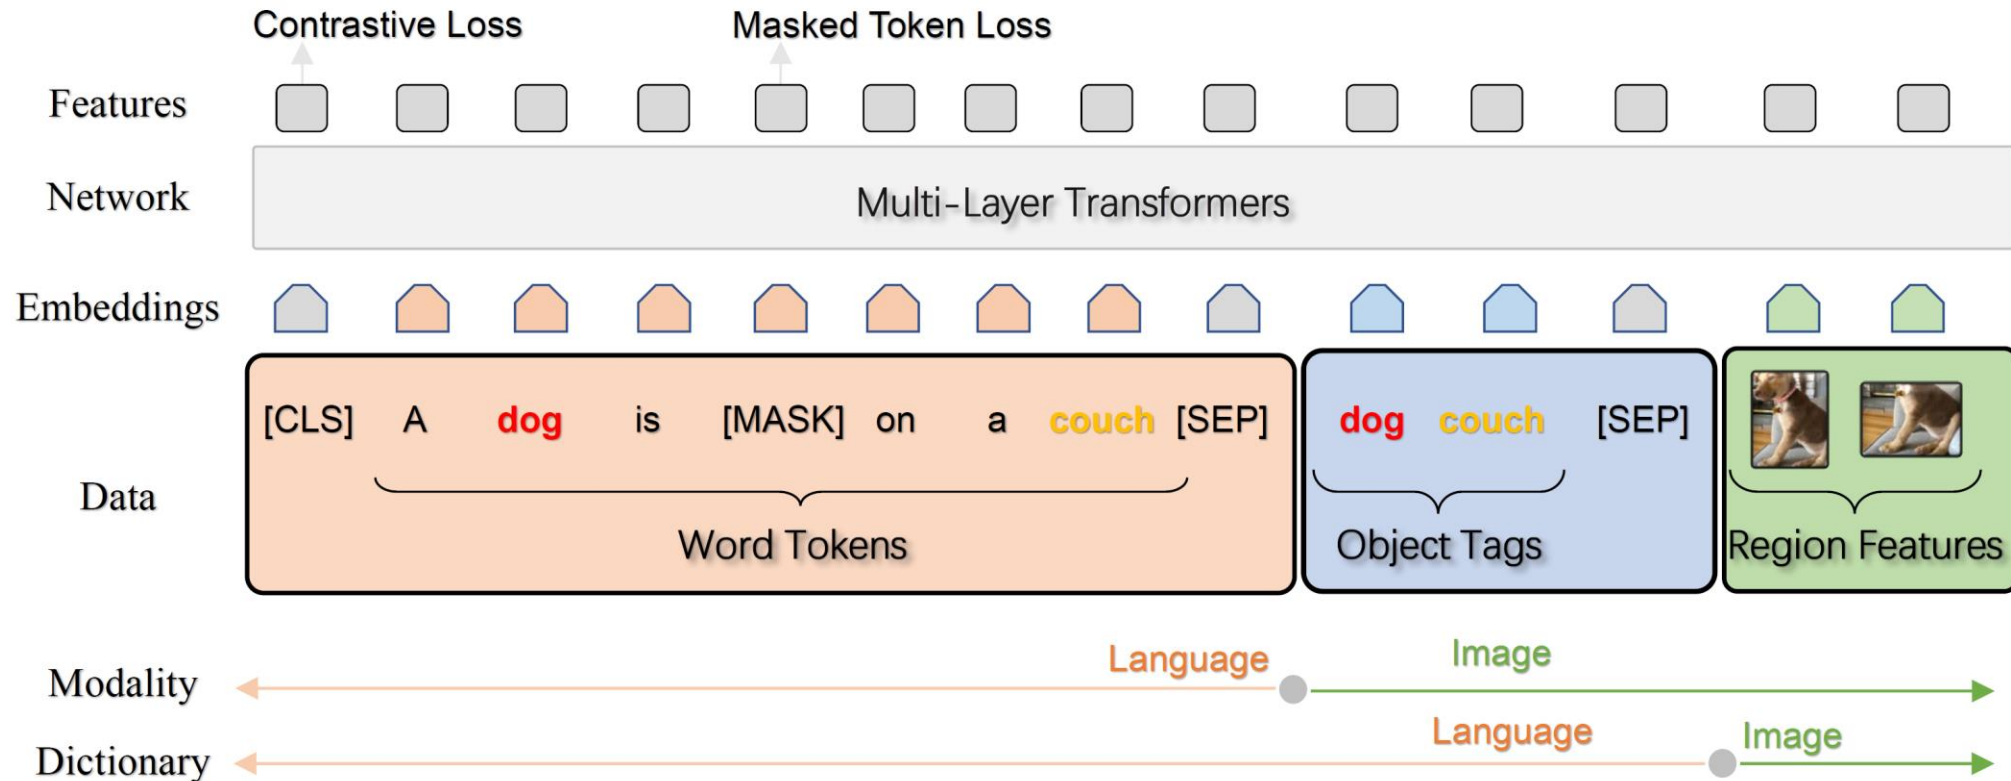 Contrastive Loss Masked Token Loss
Features
Network Multi-Layer Transformers
Embeddings
[CLS] A dog is [MASK] on a couch [SEP] dog couch [SEP]
Data
Word Tokens Object Tags Region Features
Language Image
Modality
Language Image
Dictionary